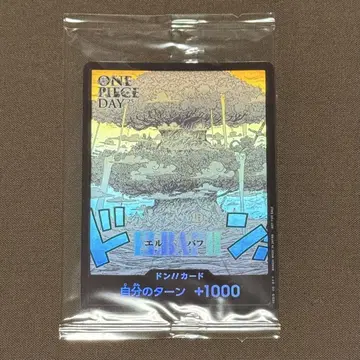 ONE
PIECE
DAY
ドン!!
エルバフ
ELBAPH
ドン!!カード
自分のターン +1000